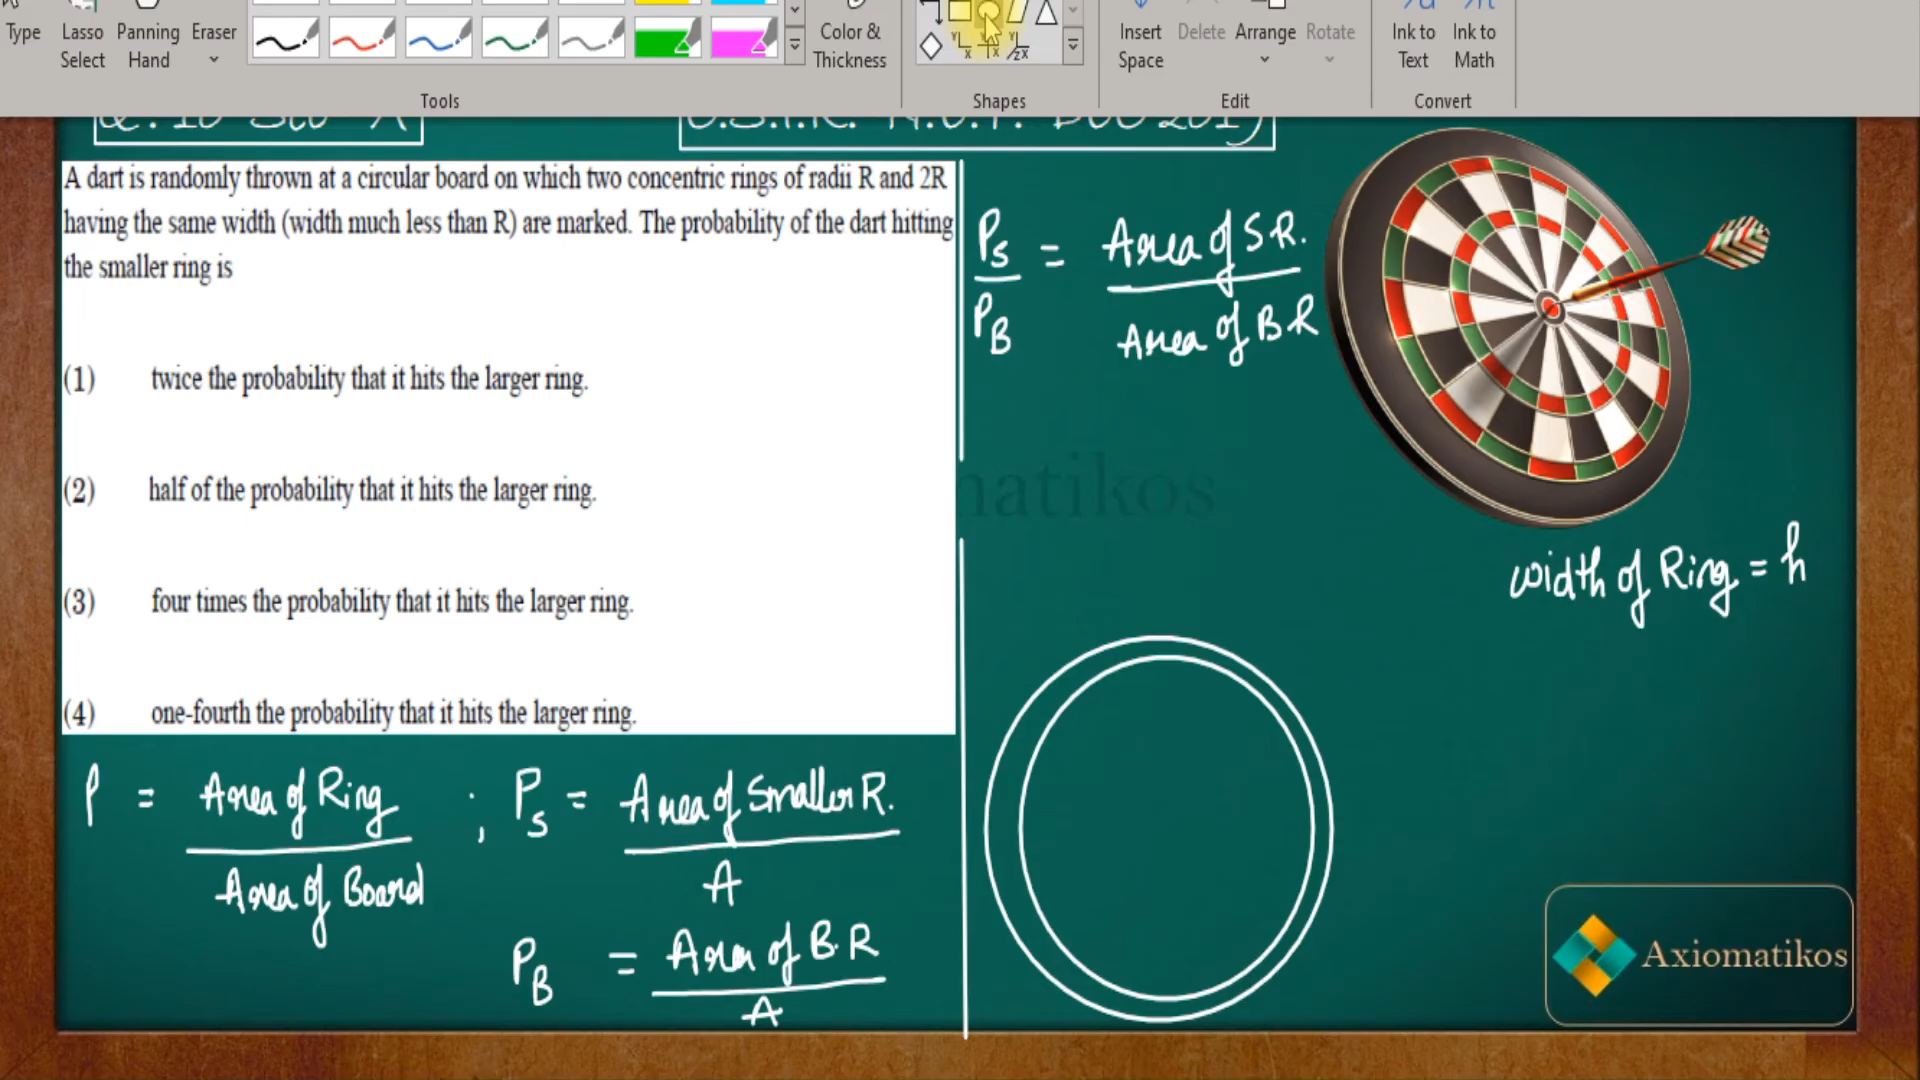 Type
Lasso Select
Panning Hand
Eraser
Color & Thickness
Insert Space
Delete
Arrange
Rotate
Ink to Text
Ink to Math
Tools
Shapes
Edit
Convert
A dart is randomly thrown at a circular board on which two concentric rings of radii R and 2R
having the same width (width much less than R) are marked. The probability of the dart hitting
the smaller ring is
(1) twice the probability that it hits the larger ring.
(2) half of the probability that it hits the larger ring.
(3) four times the probability that it hits the larger ring.
(4) one-fourth the probability that it hits the larger ring.
P = Area of Ring / Area of Board ; P_S = Area of Smaller R. / A
P_B = Area of B.R / A
P_S / P_B = Area of S.R. / Area of B R
width of Ring = h
matikos
Axiomatikos